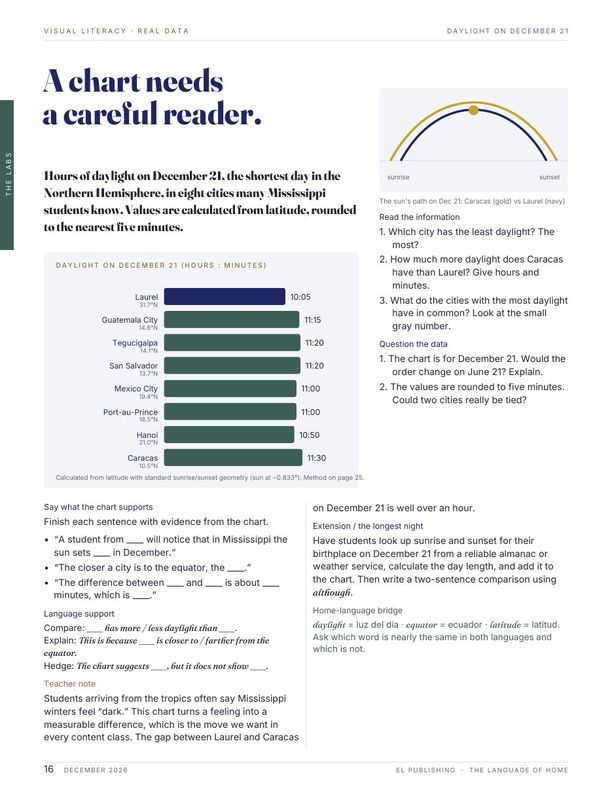 VISUAL LITERACY · REAL DATA
DAYLIGHT ON DECEMBER 21
THE LABS
A chart needs
a careful reader.
Hours of daylight on December 21, the shortest day in the
Northern Hemisphere, in eight cities many Mississippi
students know. Values are calculated from latitude, rounded
to the nearest five minutes.
DAYLIGHT ON DECEMBER 21 (HOURS : MINUTES)
Laurel 10:05
31.7°N
Guatemala City 11:15
14.6°N
Tegucigalpa 11:20
14.1°N
San Salvador 11:20
13.7°N
Mexico City 11:00
19.4°N
Port-au-Prince 11:00
18.5°N
Hanoi 10:50
21.0°N
Caracas 11:30
10.5°N
Calculated from latitude with standard sunrise/sunset geometry (sun at −0.833°). Method on page 25.
sunrise
sunset
The sun's path on Dec 21: Caracas (gold) vs Laurel (navy)
Read the information
1. Which city has the least daylight? The
most?
2. How much more daylight does Caracas
have than Laurel? Give hours and
minutes.
3. What do the cities with the most daylight
have in common? Look at the small
gray number.
Question the data
1. The chart is for December 21. Would the
order change on June 21? Explain.
2. The values are rounded to five minutes.
Could two cities really be tied?
Say what the chart supports
Finish each sentence with evidence from the chart.
• “A student from ____ will notice that in Mississippi the
sun sets ____ in December.”
• “The closer a city is to the equator, the ____.”
• “The difference between ____ and ____ is about ____
minutes, which is ____.”
Language support
Compare: ____ has more / less daylight than ____.
Explain: This is because ____ is closer to / farther from the
equator.
Hedge: The chart suggests ____, but it does not show ____.
Teacher note
Students arriving from the tropics often say Mississippi
winters feel “dark.” This chart turns a feeling into a
measurable difference, which is the move we want in
every content class. The gap between Laurel and Caracas
on December 21 is well over an hour.
Extension / the longest night
Have students look up sunrise and sunset for their
birthplace on December 21 from a reliable almanac or
weather service, calculate the day length, and add it to
the chart. Then write a two-sentence comparison using
although.
Home-language bridge
daylight = luz del día · equator = ecuador · latitude = latitud.
Ask which word is nearly the same in both languages and
which is not.
16 DECEMBER 2026
EL PUBLISHING · THE LANGUAGE OF HOME